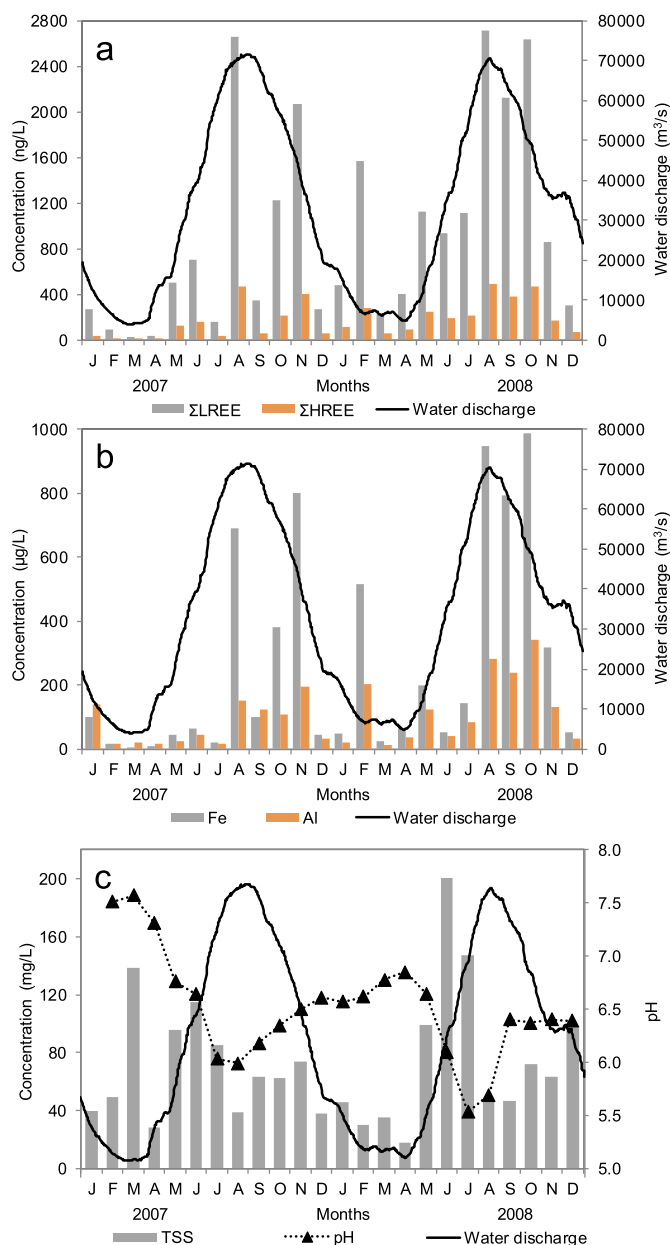 a
2800
2400
2000
1600
1200
800
400
0
Concentration (ng/L)
80000
70000
60000
50000
40000
30000
20000
10000
0
Water discharge (m³/s)
J F M A M J J A S O N D J F M A M J J A S O N D
2007 Months 2008
ΣLREE ΣHREE Water discharge
b
1000
800
600
400
200
0
Concentration (µg/L)
80000
70000
60000
50000
40000
30000
20000
10000
0
Water discharge (m³/s)
J F M A M J J A S O N D J F M A M J J A S O N D
2007 Months 2008
Fe Al Water discharge
c
200
160
120
80
40
0
Concentration (mg/L)
8.0
7.5
7.0
6.5
6.0
5.5
5.0
pH
J F M A M J J A S O N D J F M A M J J A S O N D
2007 Months 2008
TSS pH Water discharge